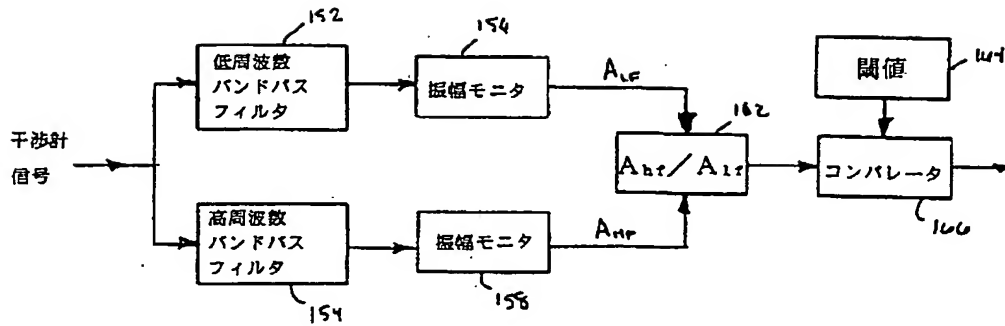 152
低周波数
バンドパス
フィルタ
154
振幅モニタ
A_LF
閾値
干渉計
信号
162
Ahf／Alf
コンパレータ
166
高周波数
バンドパス
フィルタ
154
振幅モニタ
158
A_HF